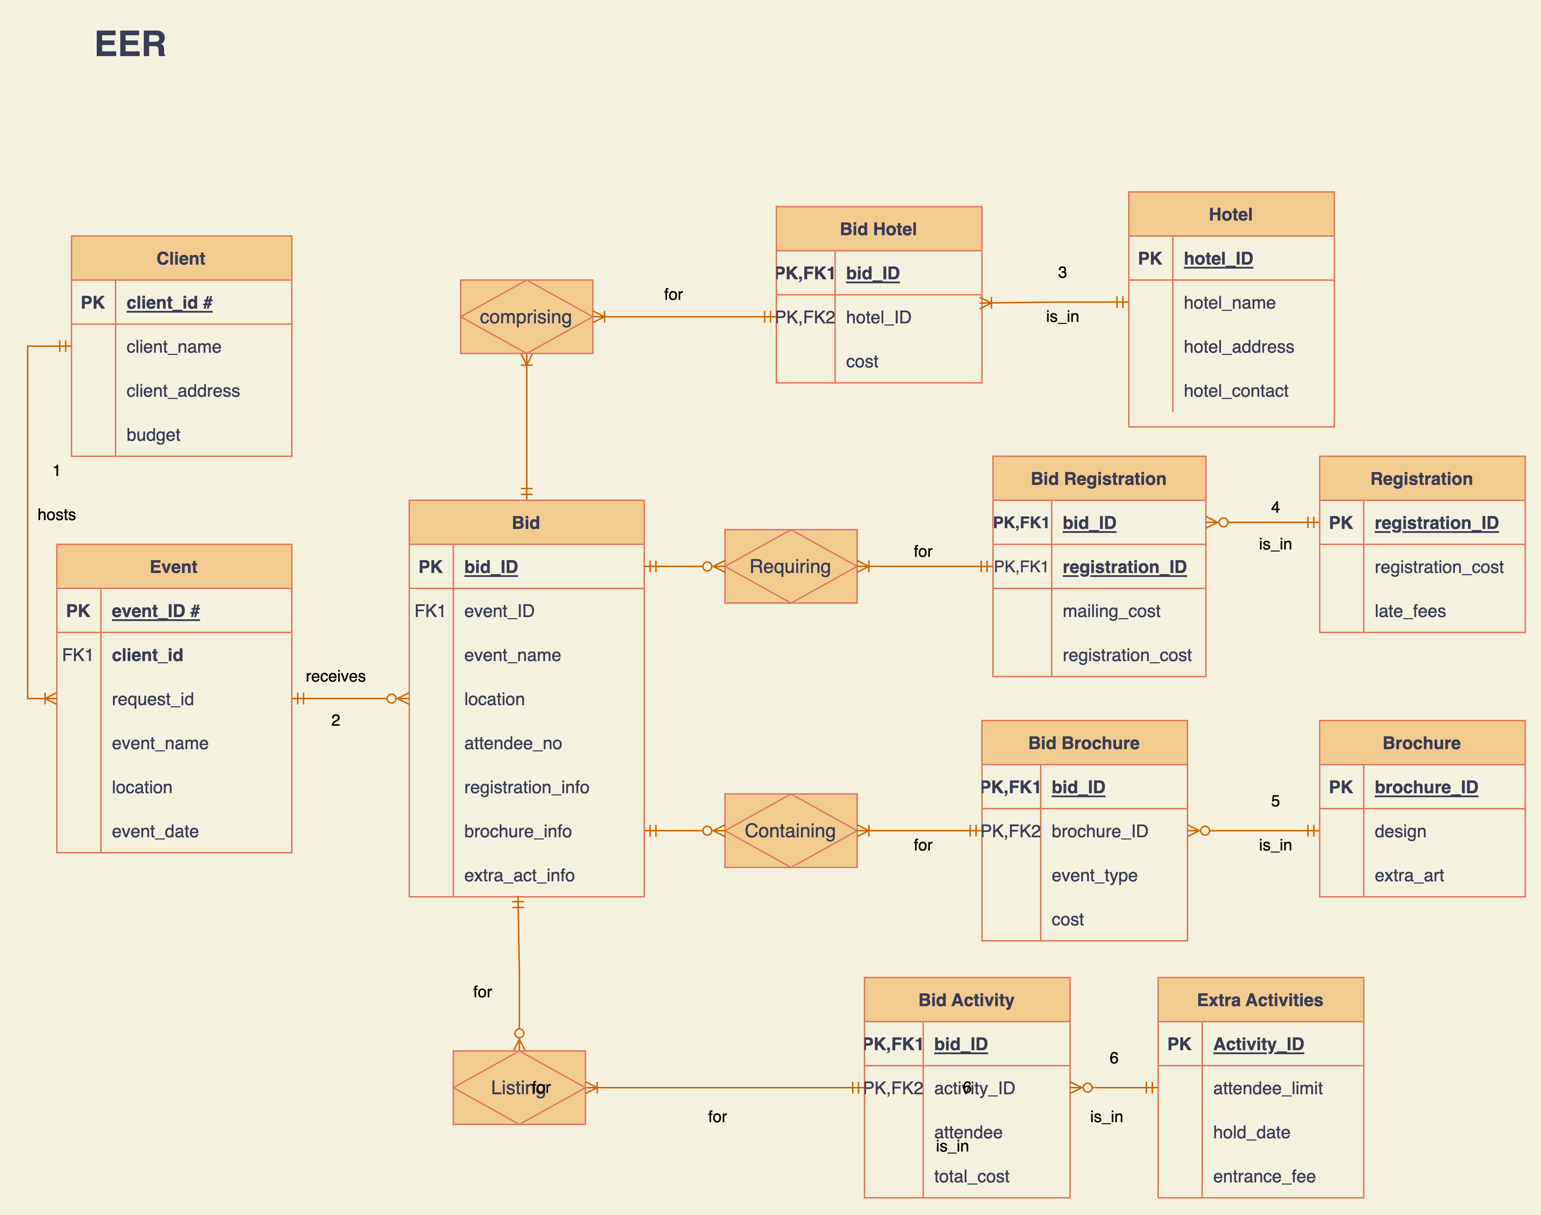 EER
Client
PK client_id #
client_name
client_address
budget
1
hosts
Event
PK event_ID #
FK1 client_id
request_id
event_name
location
event_date
receives
2
comprising
for
Bid Hotel
PK,FK1 bid_ID
PK,FK2 hotel_ID
cost
3
is_in
Hotel
PK hotel_ID
hotel_name
hotel_address
hotel_contact
Bid
PK bid_ID
FK1 event_ID
event_name
location
attendee_no
registration_info
brochure_info
extra_act_info
Requiring
for
Bid Registration
PK,FK1 bid_ID
PK,FK1 registration_ID
mailing_cost
registration_cost
4
is_in
Registration
PK registration_ID
registration_cost
late_fees
Containing
for
Bid Brochure
PK,FK1 bid_ID
PK,FK2 brochure_ID
event_type
cost
5
is_in
Brochure
PK brochure_ID
design
extra_art
for
Listing
for
for
Bid Activity
PK,FK1 bid_ID
PK,FK2 activity_ID
6
attendee
is_in
total_cost
6
is_in
Extra Activities
PK Activity_ID
attendee_limit
hold_date
entrance_fee